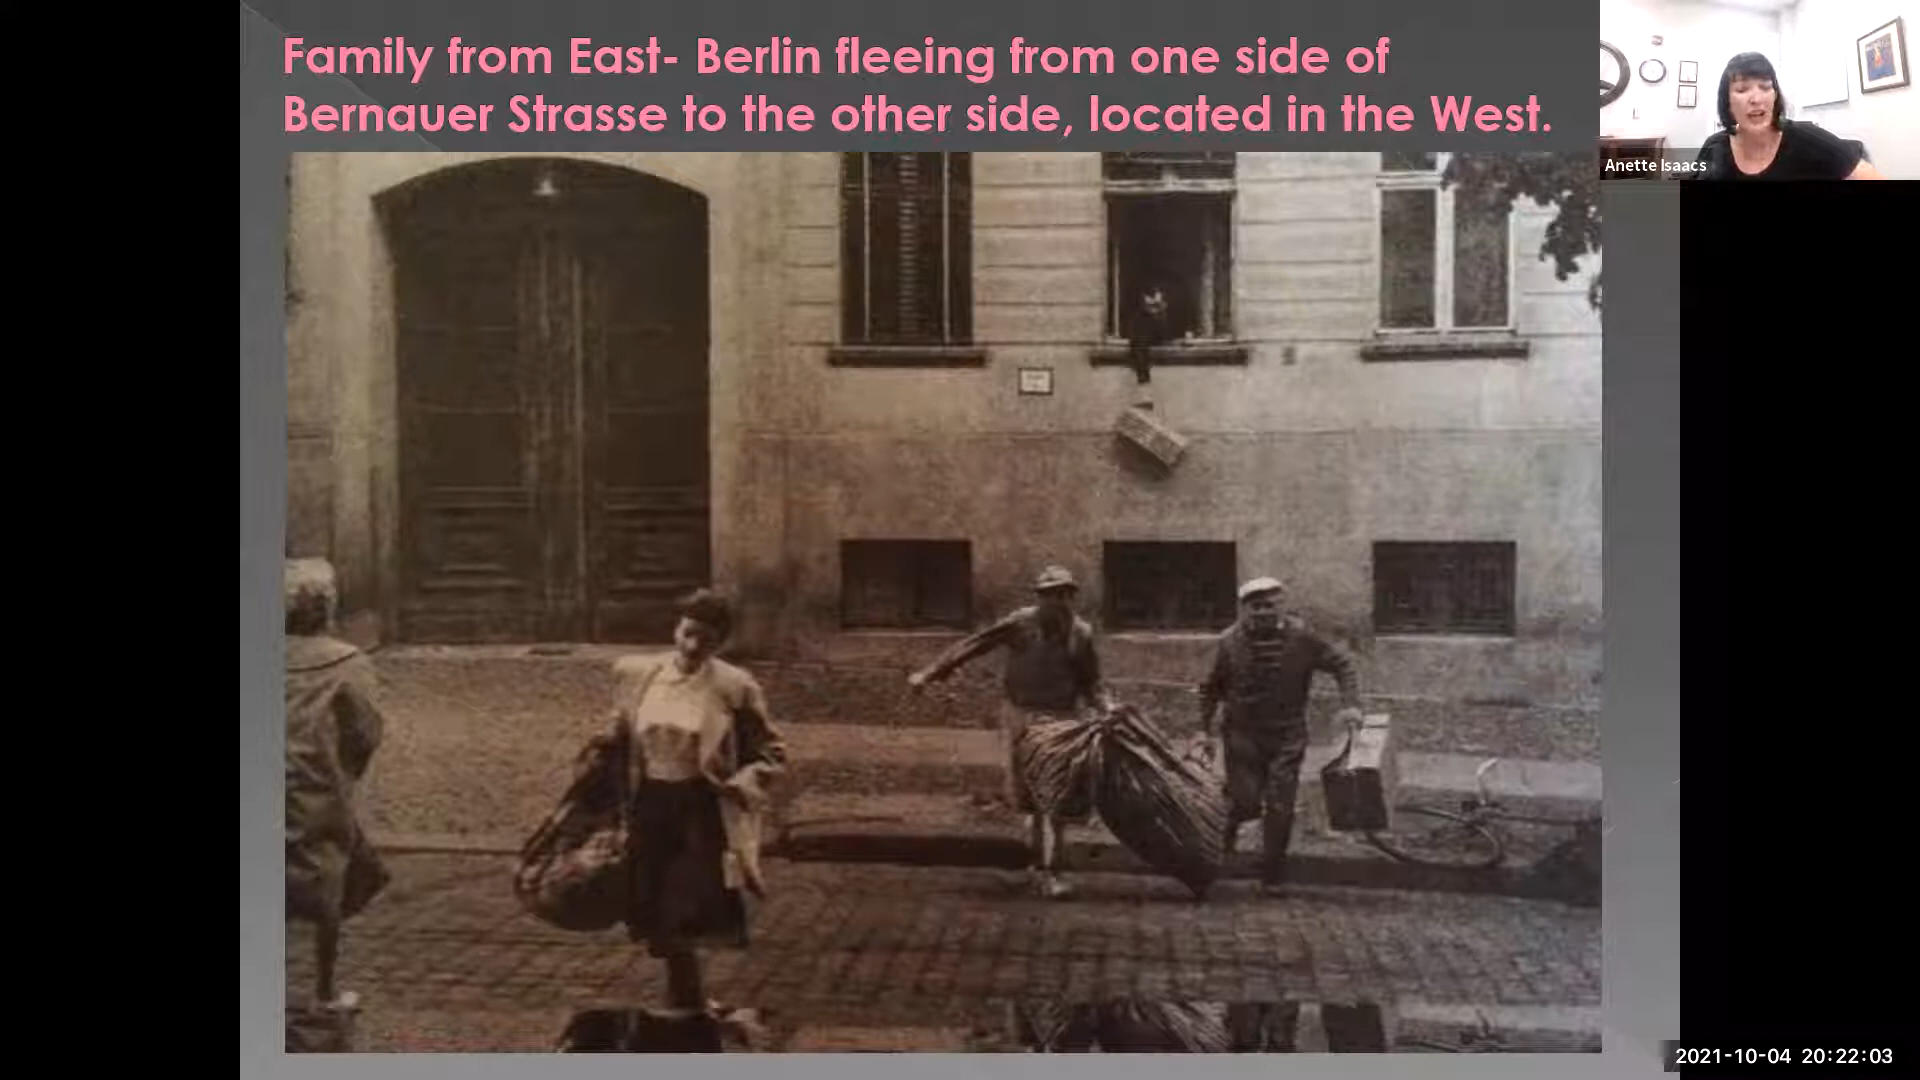 Family from East- Berlin fleeing from one side of
Bernauer Strasse to the other side, located in the West.
Anette Isaacs
2021-10-04 20:22:03